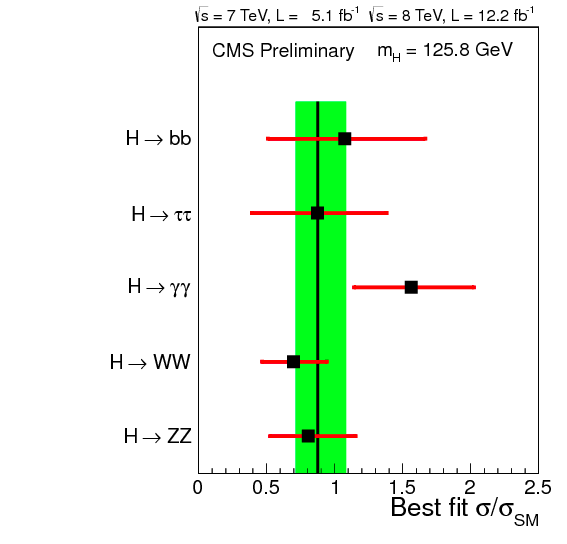 √s = 7 TeV, L = 5.1 fb⁻¹ √s = 8 TeV, L = 12.2 fb⁻¹
CMS Preliminary m_H = 125.8 GeV
H → bb
H → ττ
H → γγ
H → WW
H → ZZ
0 0.5 1 1.5 2 2.5
Best fit σ/σ_SM